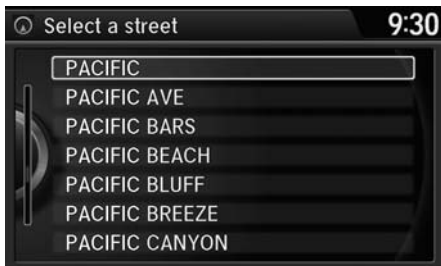 Select a street
9:30
PACIFIC
PACIFIC AVE
PACIFIC BARS
PACIFIC BEACH
PACIFIC BLUFF
PACIFIC BREEZE
PACIFIC CANYON